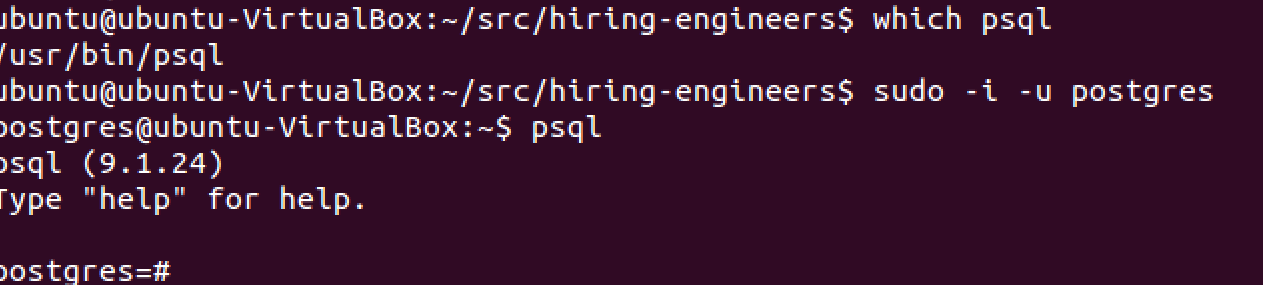 ubuntu@ubuntu-VirtualBox:~/src/hiring-engineers$ which psql
/usr/bin/psql
ubuntu@ubuntu-VirtualBox:~/src/hiring-engineers$ sudo -i -u postgres
postgres@ubuntu-VirtualBox:~$ psql
psql (9.1.24)
Type "help" for help.
postgres=#